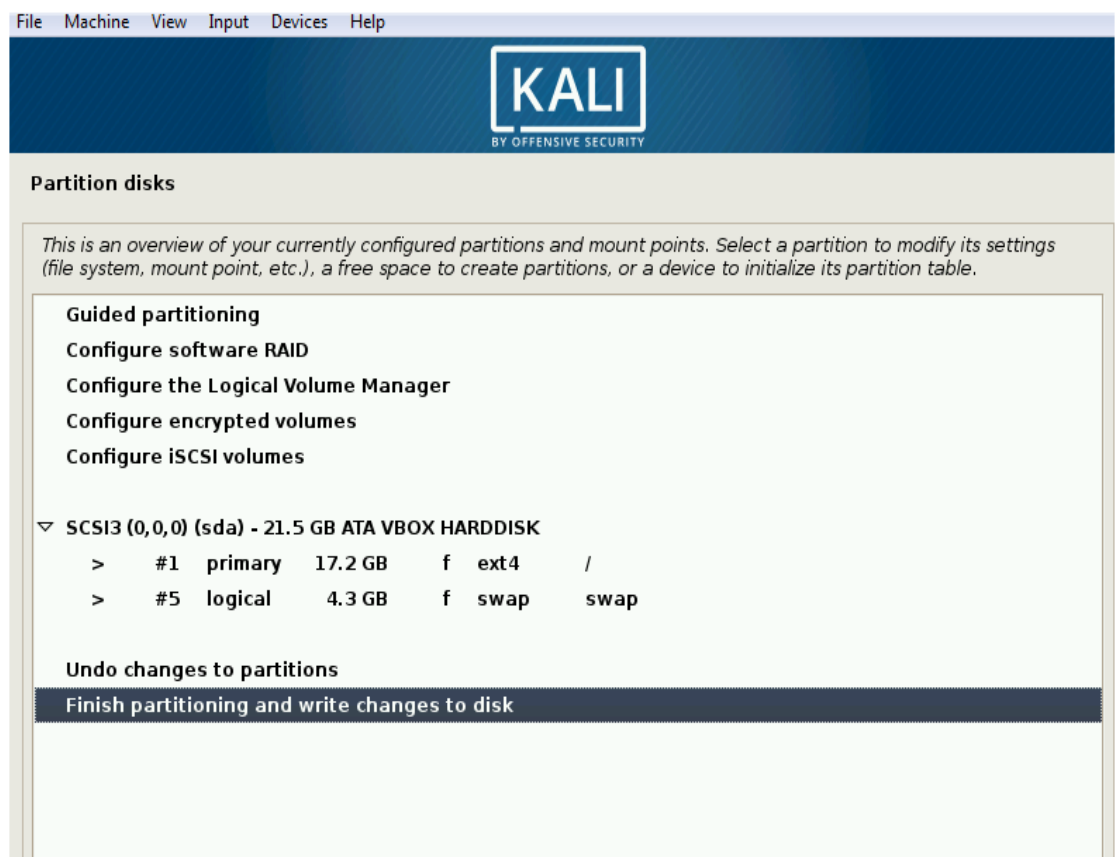 File Machine View Input Devices Help
KALI
BY OFFENSIVE SECURITY
Partition disks
This is an overview of your currently configured partitions and mount points. Select a partition to modify its settings
(file system, mount point, etc.), a free space to create partitions, or a device to initialize its partition table.
Guided partitioning
Configure software RAID
Configure the Logical Volume Manager
Configure encrypted volumes
Configure iSCSI volumes
SCSI3 (0,0,0) (sda) - 21.5 GB ATA VBOX HARDDISK
> #1 primary 17.2 GB f ext4 /
> #5 logical 4.3 GB f swap swap
Undo changes to partitions
Finish partitioning and write changes to disk